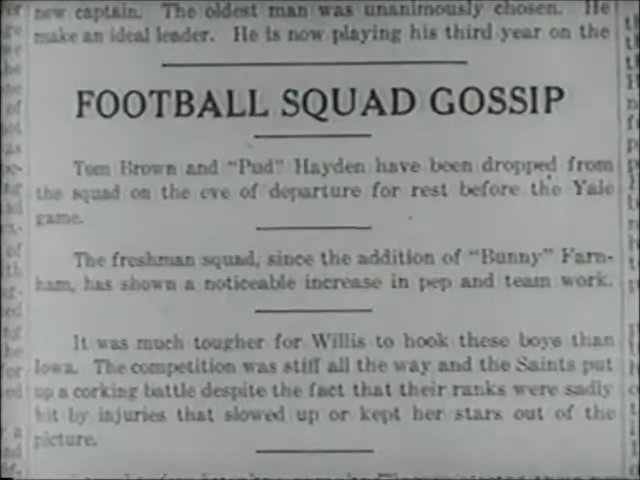 new captain. The oldest man was unanimously chosen. He
make an ideal leader. He is now playing his third year on the
FOOTBALL SQUAD GOSSIP
Tom Brown and "Pud" Hayden have been dropped from
the squad on the eve of departure for rest before the Yale
game.
The freshman squad, since the addition of "Bunny" Farn-
ham, has shown a noticeable increase in pep and team work.
It was much tougher for Willis to hook these boys than
Iowa. The competition was stiff all the way and the Saints put
up a corking battle despite the fact that their ranks were sadly
hit by injuries that slowed up or kept her stars out of the
picture.